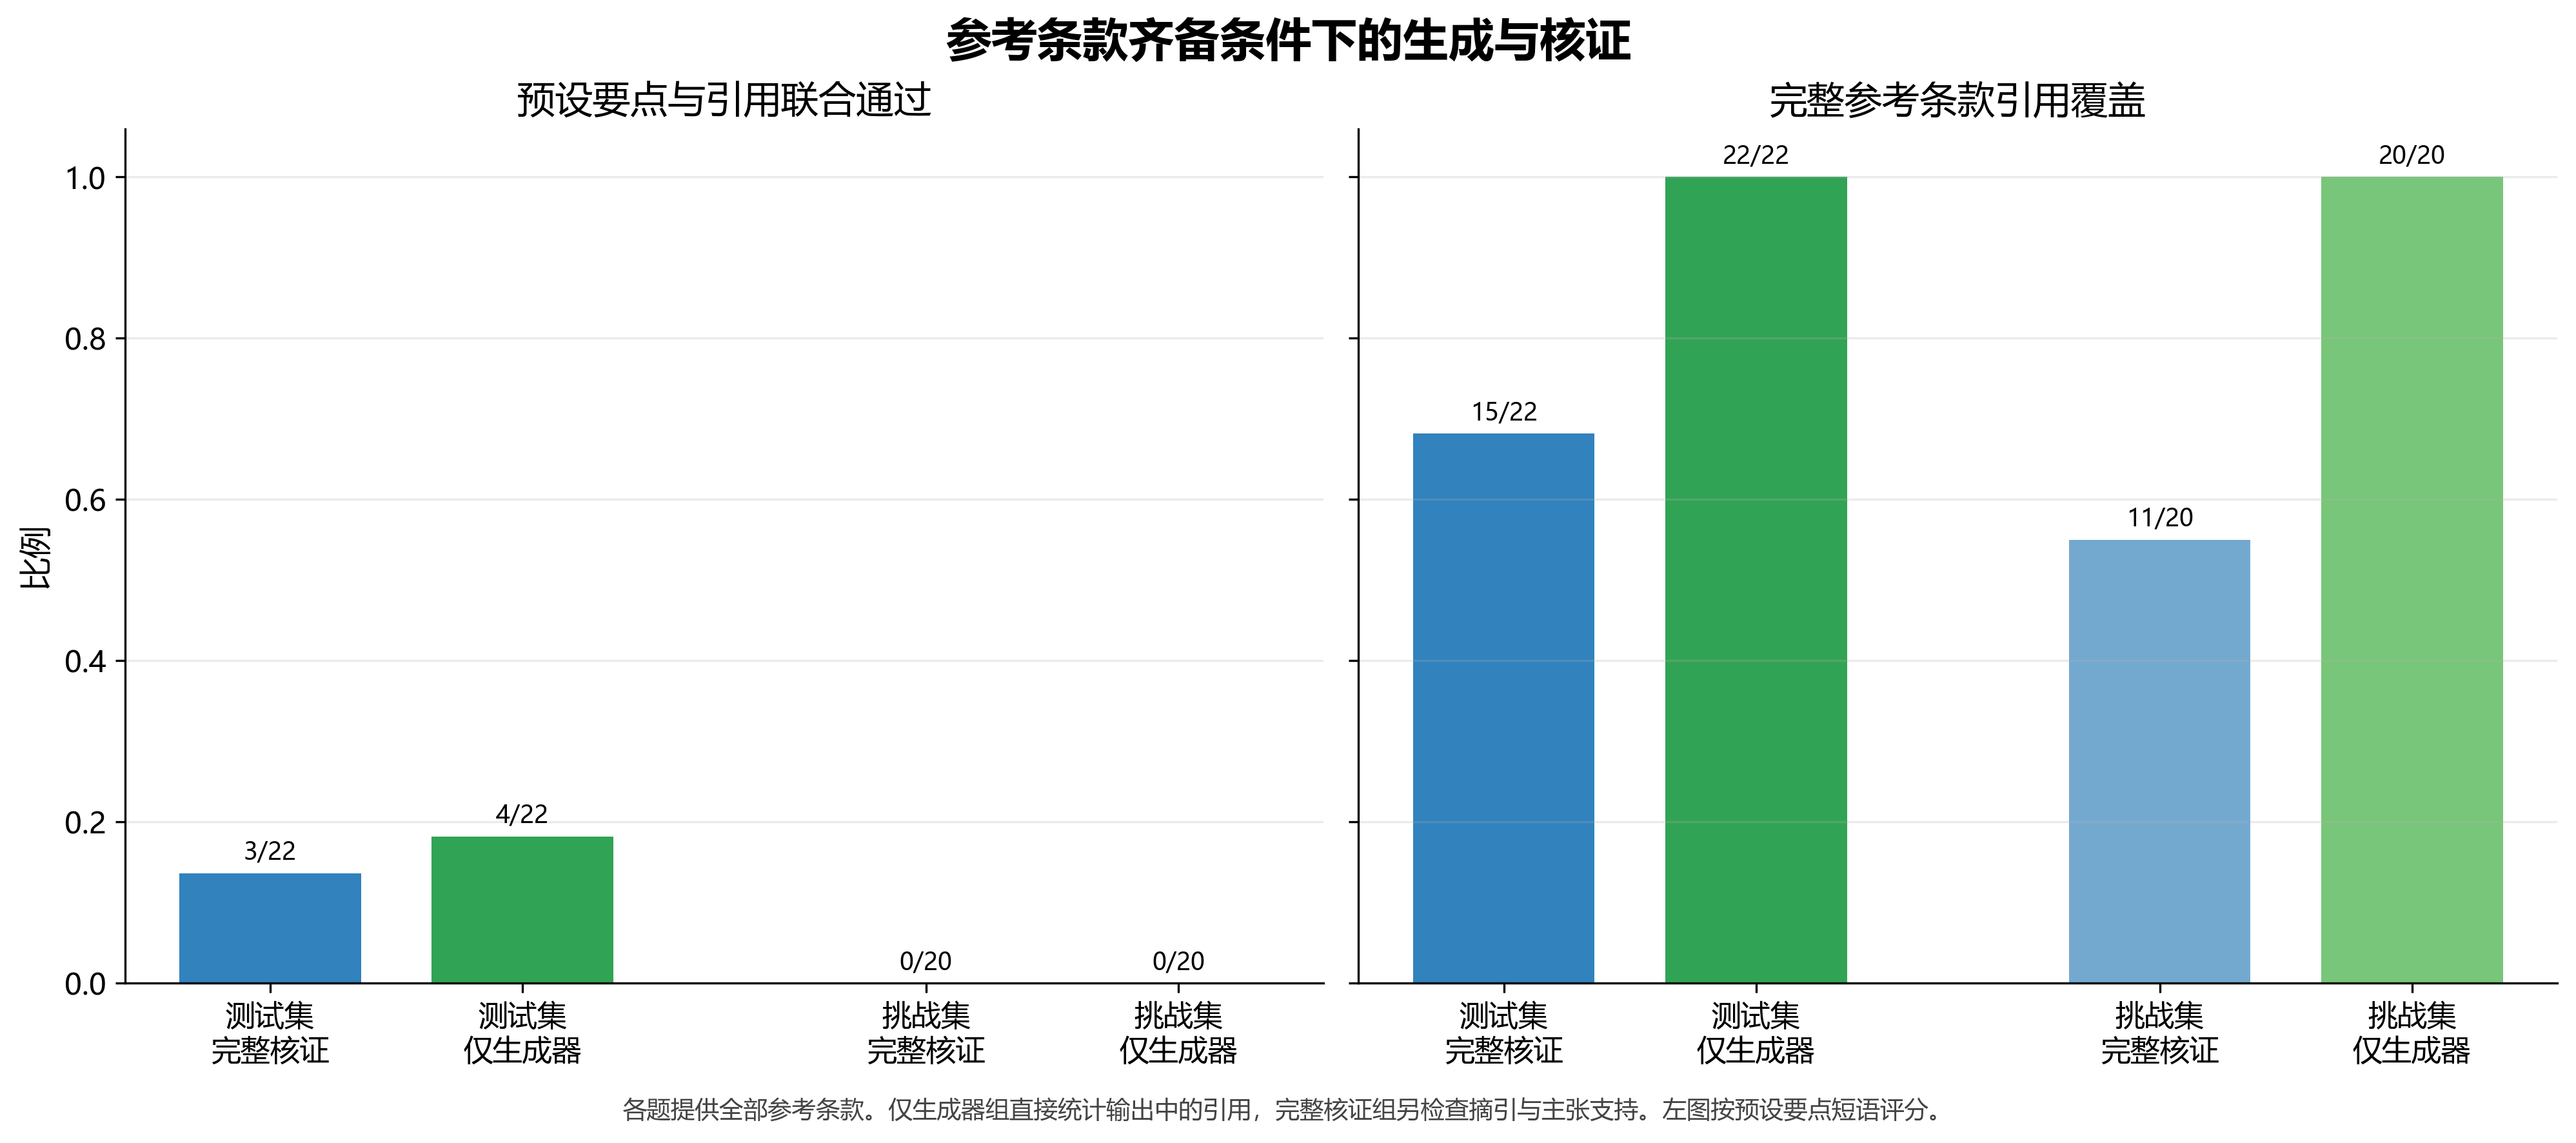 参考条款齐备条件下的生成与核证
预设要点与引用联合通过
比例
1.0
0.8
0.6
0.4
0.2
0.0
3/22
4/22
0/20
0/20
测试集
完整核证
测试集
仅生成器
挑战集
完整核证
挑战集
仅生成器
完整参考条款引用覆盖
15/22
22/22
11/20
20/20
测试集
完整核证
测试集
仅生成器
挑战集
完整核证
挑战集
仅生成器
各题提供全部参考条款。仅生成器组直接统计输出中的引用，完整核证组另检查摘引与主张支持。左图按预设要点短语评分。